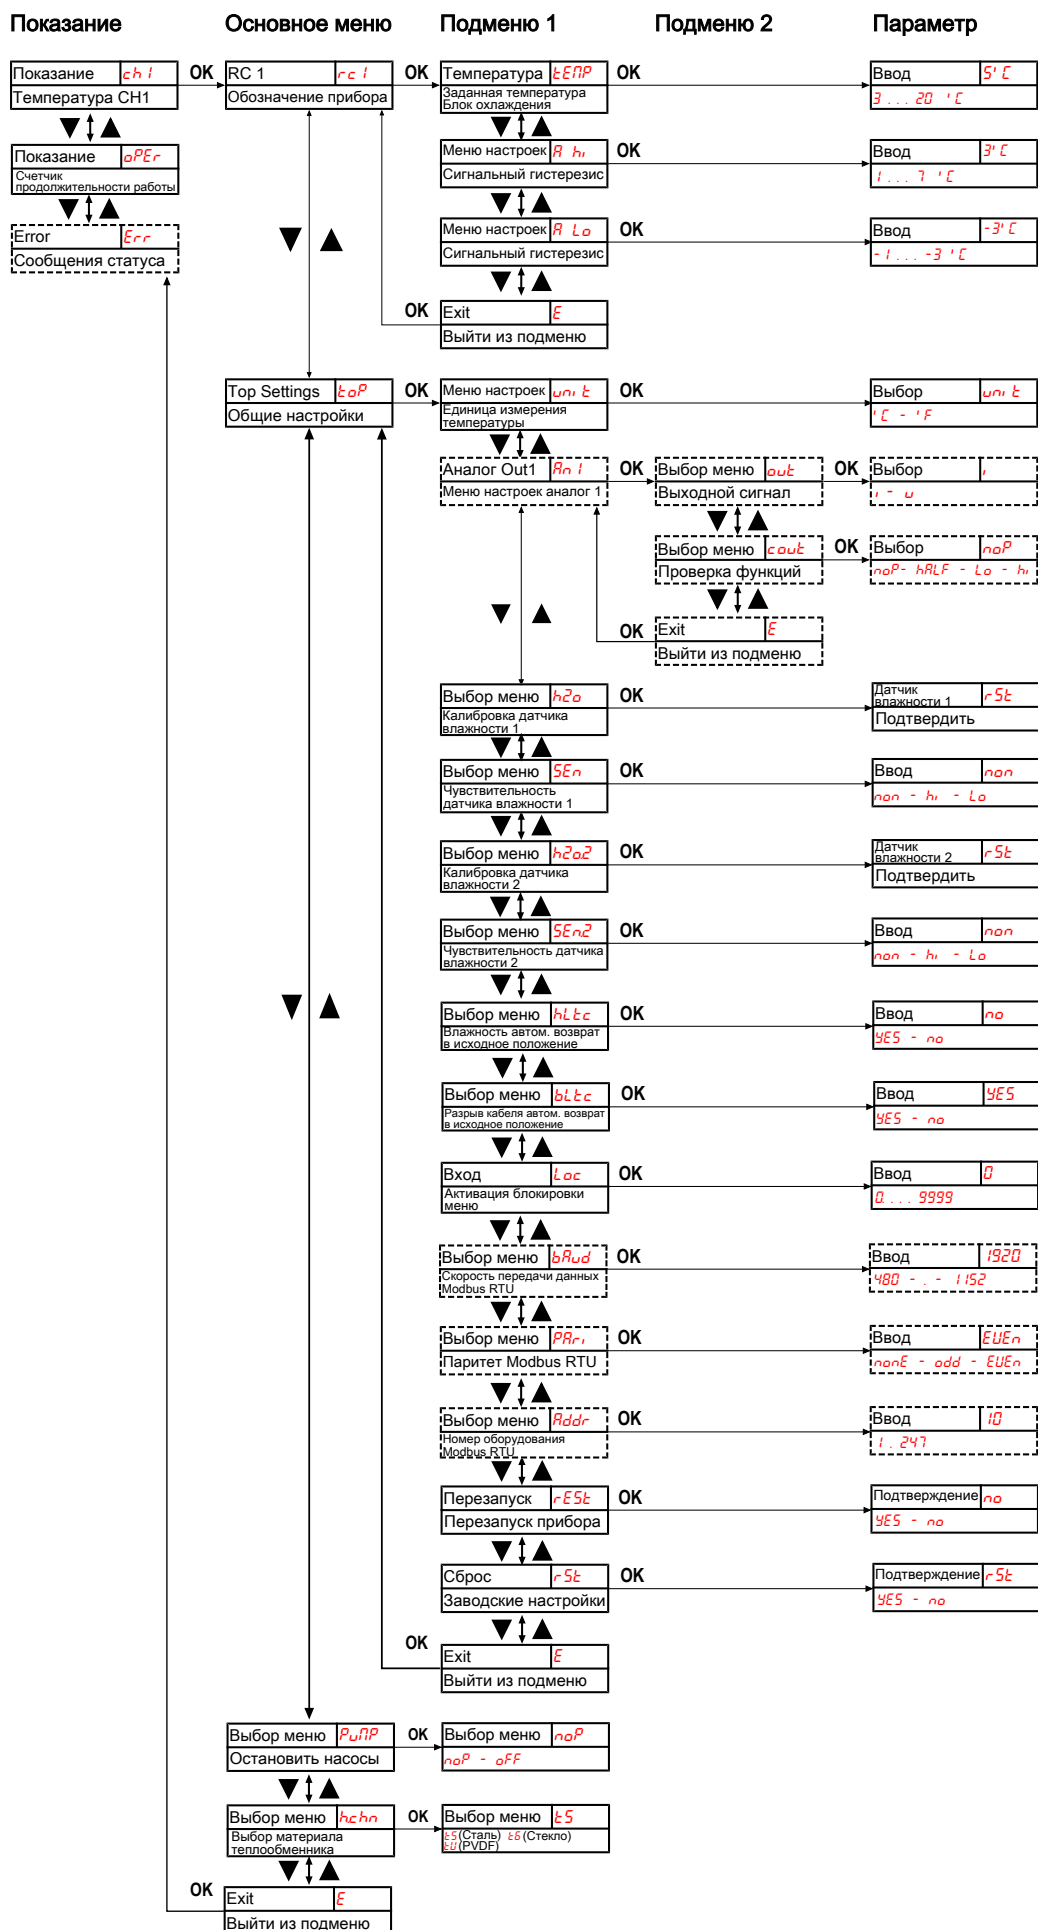 Показание Основное меню Подменю 1 Подменю 2 Параметр
Показание ch1 OK RC 1 rc1 OK Температура tEMP OK Ввод 5°C
Температура CH1 Обозначение прибора Заданная температура
Блок охлаждения
3 ... 20 °C
Показание oPEr
Счетчик
продолжительности работы
Меню настроек A hi OK Ввод 3°C
Сигнальный гистерезис 1 ... 7 °C
Error Err
Сообщения статуса
Меню настроек A Lo OK Ввод -3°C
Сигнальный гистерезис -1 ... -3 °C
OK Exit E
Выйти из подменю
Top Settings toP OK Меню настроек unit OK Выбор unit
Общие настройки Единица измерения
температуры
°C - °F
Аналог Out1 An1 OK Выбор меню out OK Выбор i
Меню настроек аналог 1 Выходной сигнал i - u
Выбор меню cout OK Выбор noP
Проверка функций noP - hALF - Lo - hi
OK Exit E
Выйти из подменю
Выбор меню h2o OK Датчик
влажности 1 rSt
Калибровка датчика
влажности 1
Подтвердить
Выбор меню SEn OK Ввод non
Чувствительность
датчика влажности 1
non - hi - Lo
Выбор меню h2o.2 OK Датчик
влажности 2 rSt
Калибровка датчика
влажности 2
Подтвердить
Выбор меню SEn.2 OK Ввод non
Чувствительность датчика
влажности 2
non - hi - Lo
Выбор меню hLtc OK Ввод no
Влажность автом. возврат
в исходное положение
YES - no
Выбор меню bLtc OK Ввод YES
Разрыв кабеля автом. возврат
в исходное положение
YES - no
Вход Loc OK Ввод 0
Активация блокировки
меню
0. ... 9999
Выбор меню bAud OK Ввод 1920
Скорость передачи данных
Modbus RTU
480 - . - 1152
Выбор меню PAri OK Ввод EUEn
Паритет Modbus RTU nonE - odd - EUEn
Выбор меню Addr OK Ввод 10
Номер оборудования
Modbus RTU
1 . 247
Перезапуск rESt OK Подтверждение no
Перезапуск прибора YES - no
Сброс rSt OK Подтверждение rSt
Заводские настройки YES - no
OK Exit E
Выйти из подменю
Выбор меню PuMP OK Выбор меню noP
Остановить насосы noP - oFF
Выбор меню h.chn OK Выбор меню tS
Выбор материала
теплообменника
tS (Сталь) tG (Стекло)
tU (PVDF)
OK Exit E
Выйти из подменю